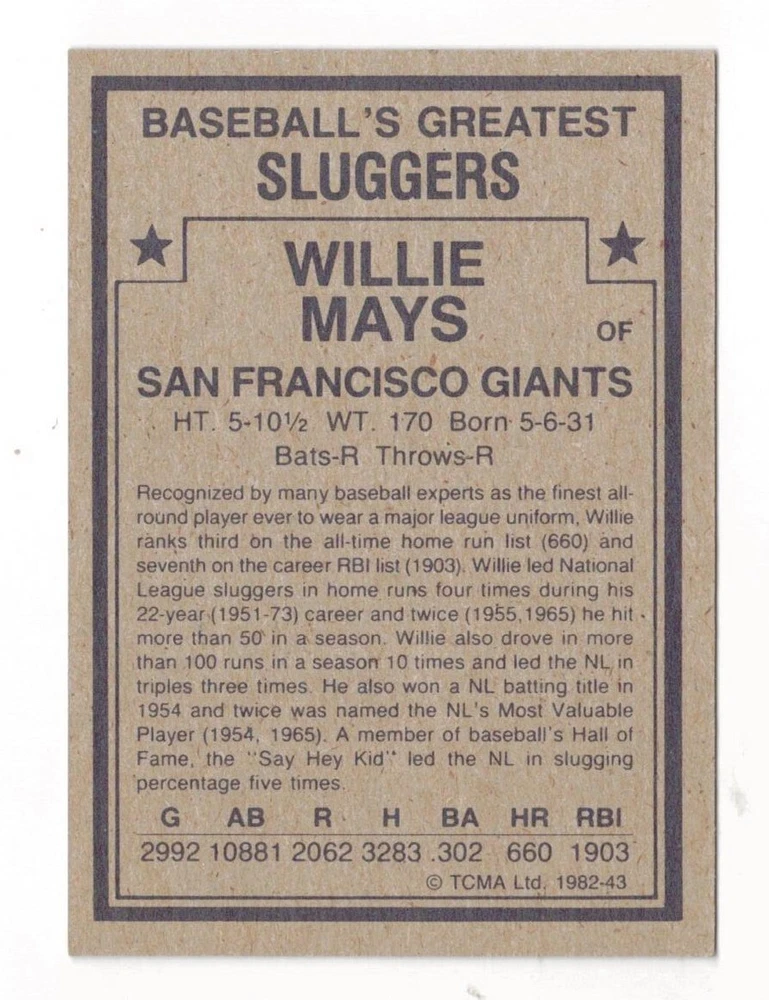 BASEBALL'S GREATEST
SLUGGERS
WILLIE
MAYS
OF
SAN FRANCISCO GIANTS
HT. 5-10½ WT. 170 Born 5-6-31
Bats-R Throws-R
Recognized by many baseball experts as the finest all-
round player ever to wear a major league uniform, Willie
ranks third on the all-time home run list (660) and
seventh on the career RBI list (1903). Willie led National
League sluggers in home runs four times during his
22-year (1951-73) career and twice (1955,1965) he hit
more than 50 in a season. Willie also drove in more
than 100 runs in a season 10 times and led the NL in
triples three times. He also won a NL batting title in
1954 and twice was named the NL's Most Valuable
Player (1954, 1965). A member of baseball's Hall of
Fame, the "Say Hey Kid" led the NL in slugging
percentage five times.
G AB R H BA HR RBI
2992 10881 2062 3283 .302 660 1903
© TCMA Ltd. 1982-43